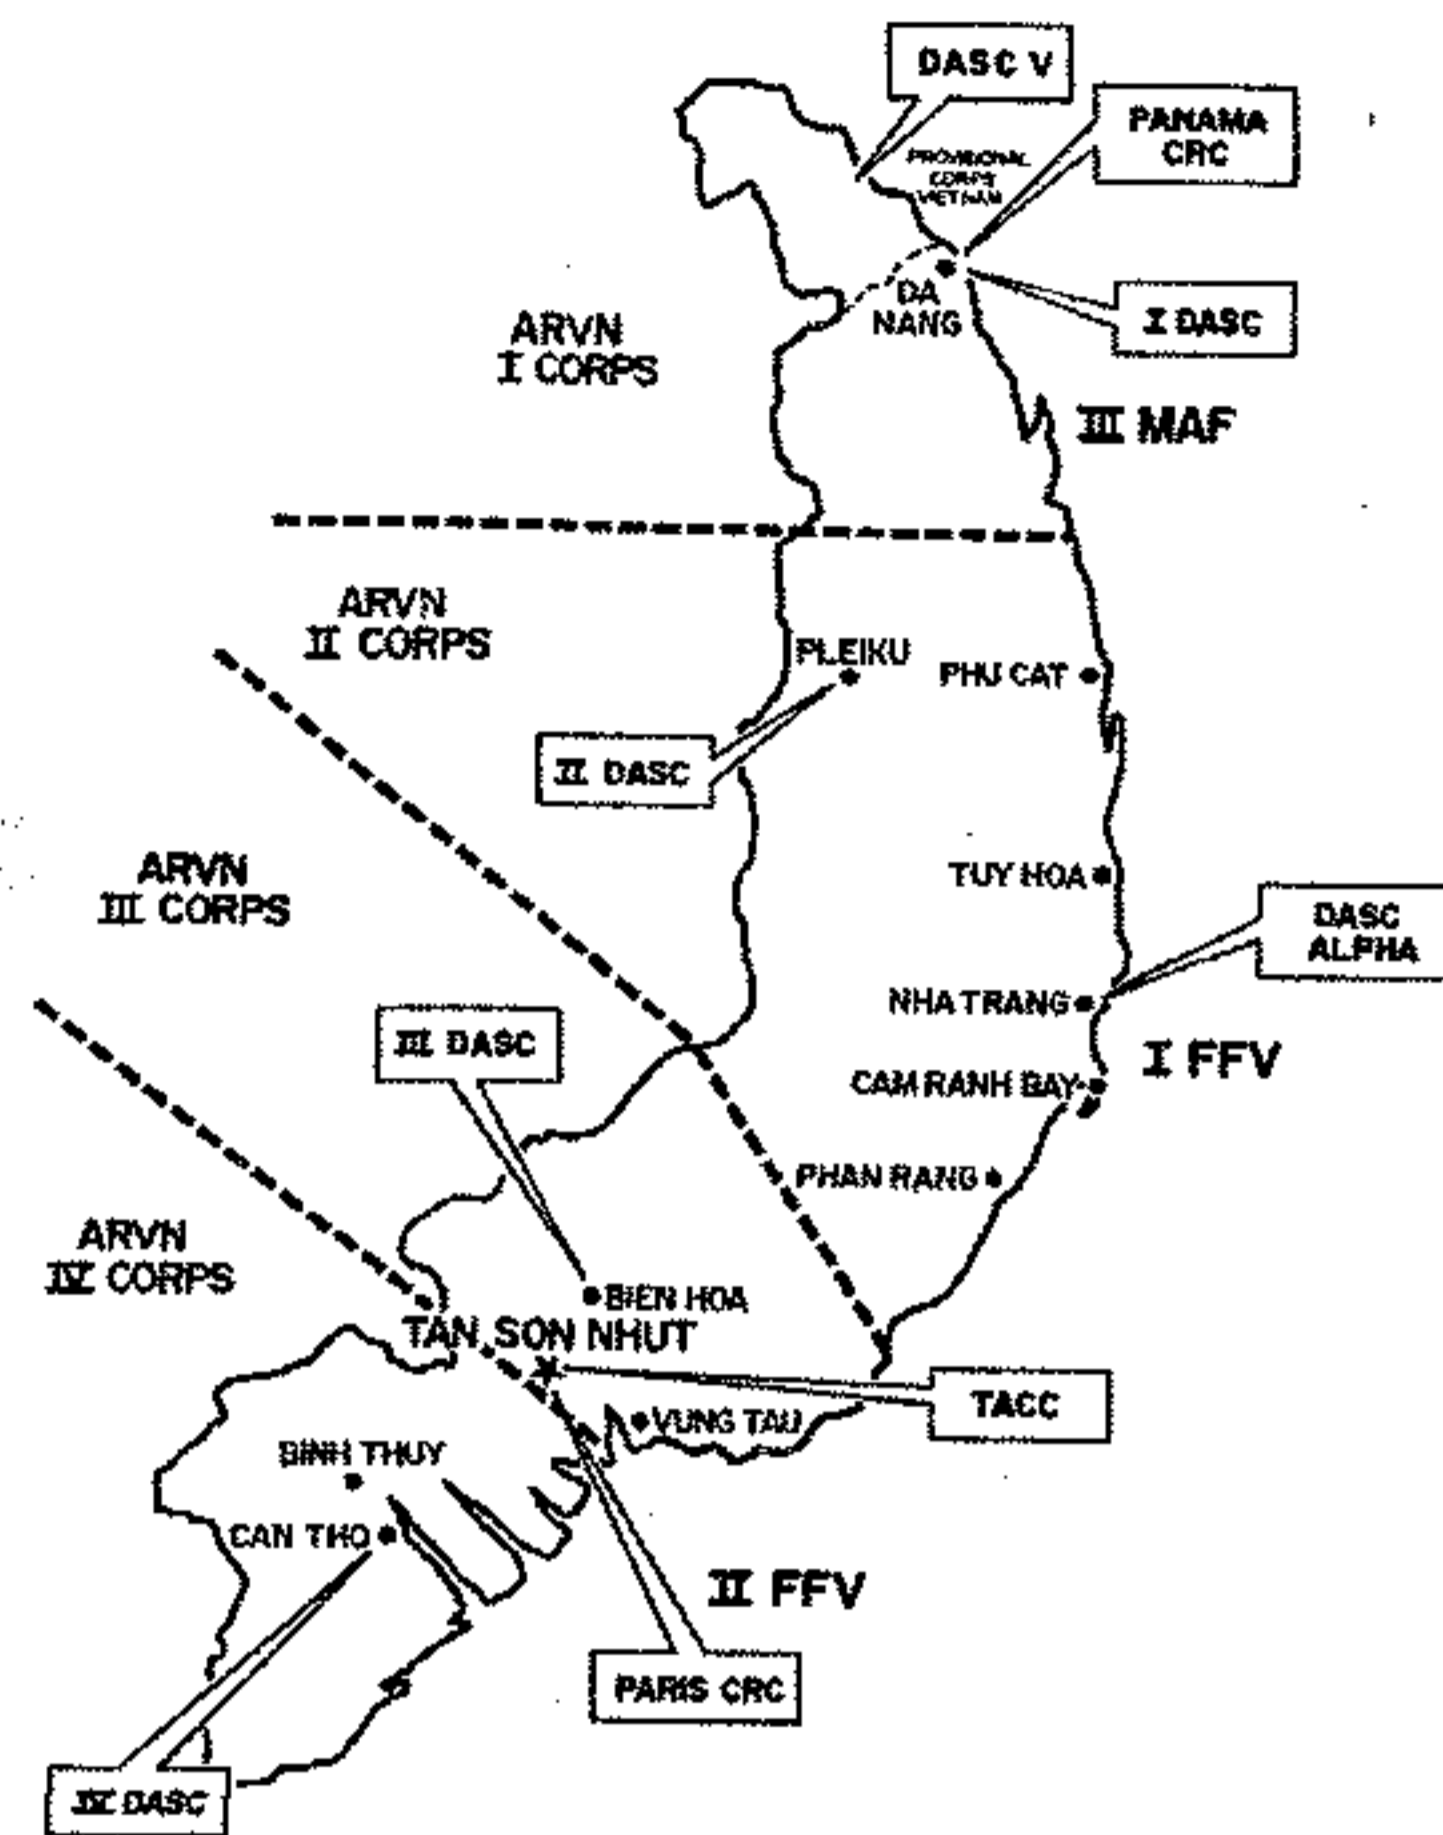 DASC V
PANAMA
CRC
PROVISIONAL
CORPS
VIETNAM
DA
NANG
I DASC
ARVN
I CORPS
III MAF
ARVN
II CORPS
PLEIKU
PHU CAT
II DASC
ARVN
III CORPS
TUY HOA
DASC
ALPHA
NHA TRANG
III DASC
I FFV
CAM RANH BAY
PHAN RANG
ARVN
IV CORPS
BIEN HOA
TAN SON NHUT
TACC
VUNG TAU
BINH THUY
CAN THO
II FFV
PARIS CRC
IV DASC